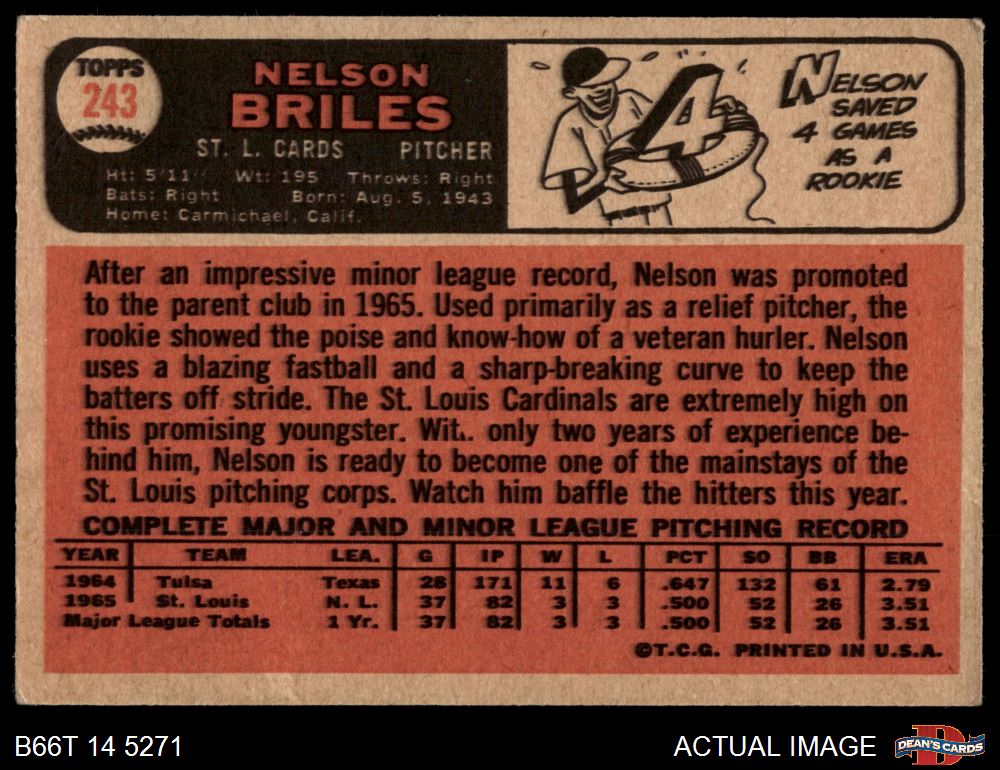 TOPPS
243
NELSON
BRILES
ST. L. CARDS PITCHER
Ht: 5'11" Wt: 195 Throws: Right
Bats: Right Born: Aug. 5, 1943
Home: Carmichael, Calif.
4
NELSON
SAVED
4 GAMES
AS A
ROOKIE
After an impressive minor league record, Nelson was promoted
to the parent club in 1965. Used primarily as a relief pitcher, the
rookie showed the poise and know-how of a veteran hurler. Nelson
uses a blazing fastball and a sharp-breaking curve to keep the
batters off stride. The St. Louis Cardinals are extremely high on
this promising youngster. Wit.. only two years of experience be-
hind him, Nelson is ready to become one of the mainstays of the
St. Louis pitching corps. Watch him baffle the hitters this year.
COMPLETE MAJOR AND MINOR LEAGUE PITCHING RECORD
YEAR TEAM LEA. G IP W L PCT SO BB ERA
1964 Tulsa Texas 28 171 11 6 .647 132 61 2.79
1965 St. Louis N. L. 37 82 3 3 .500 52 26 3.51
Major League Totals 1 Yr. 37 82 3 3 .500 52 26 3.51
©T.C.G. PRINTED IN U.S.A.
B66T 14 5271
ACTUAL IMAGE
D
DEAN'S CARDS